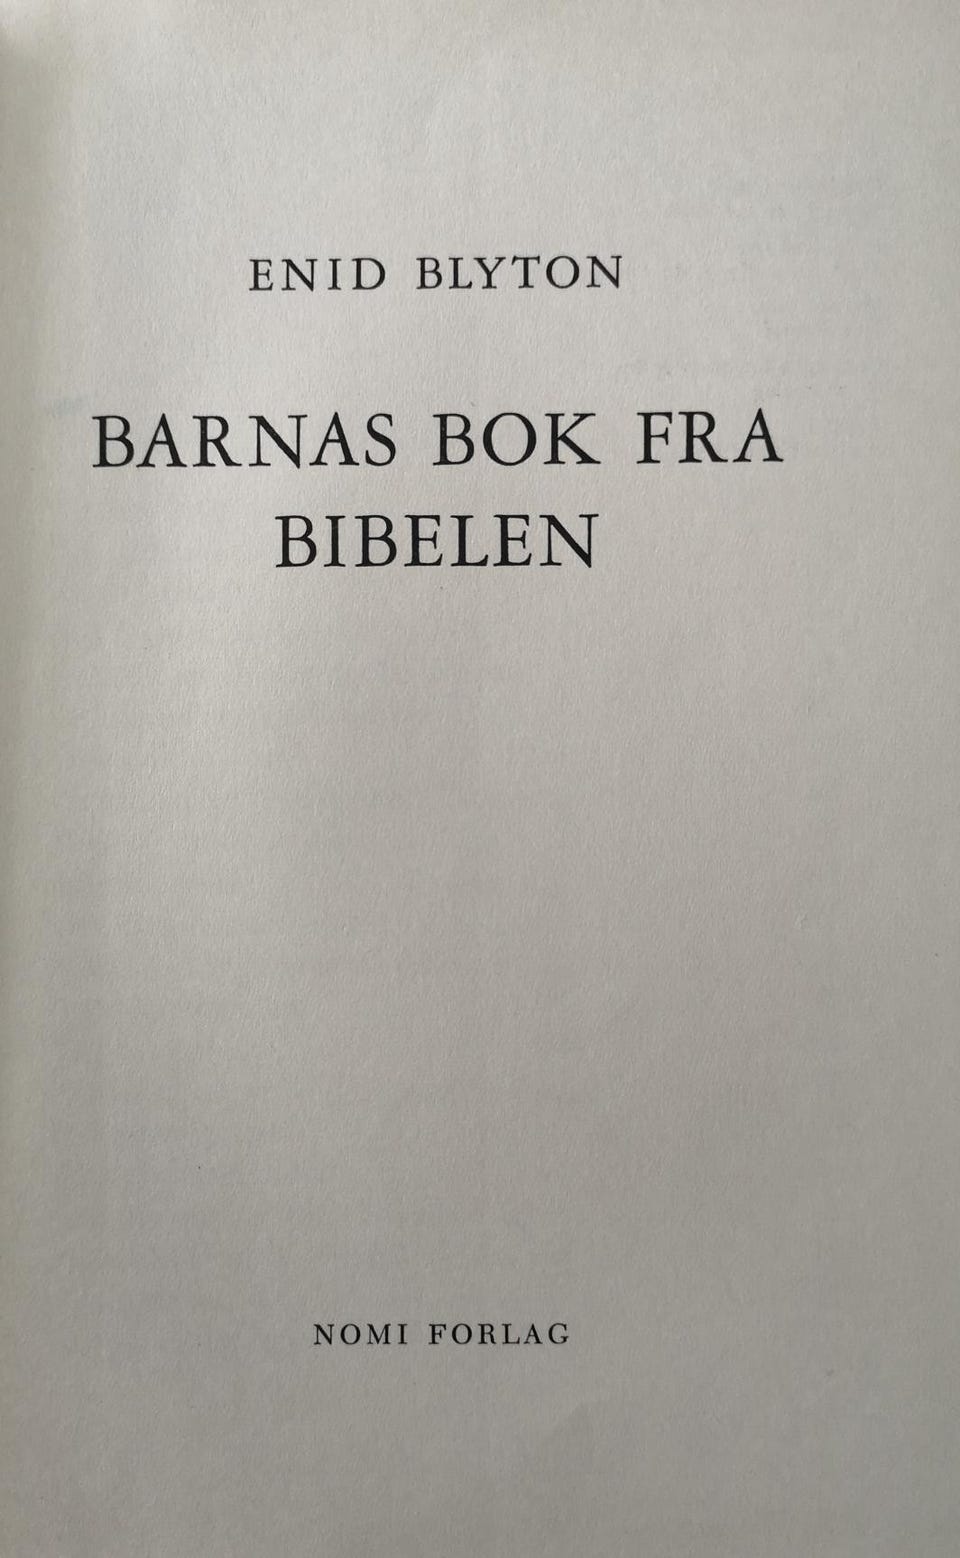 ENID BLYTON
BARNAS BOK FRA
BIBELEN
NOMI FORLAG